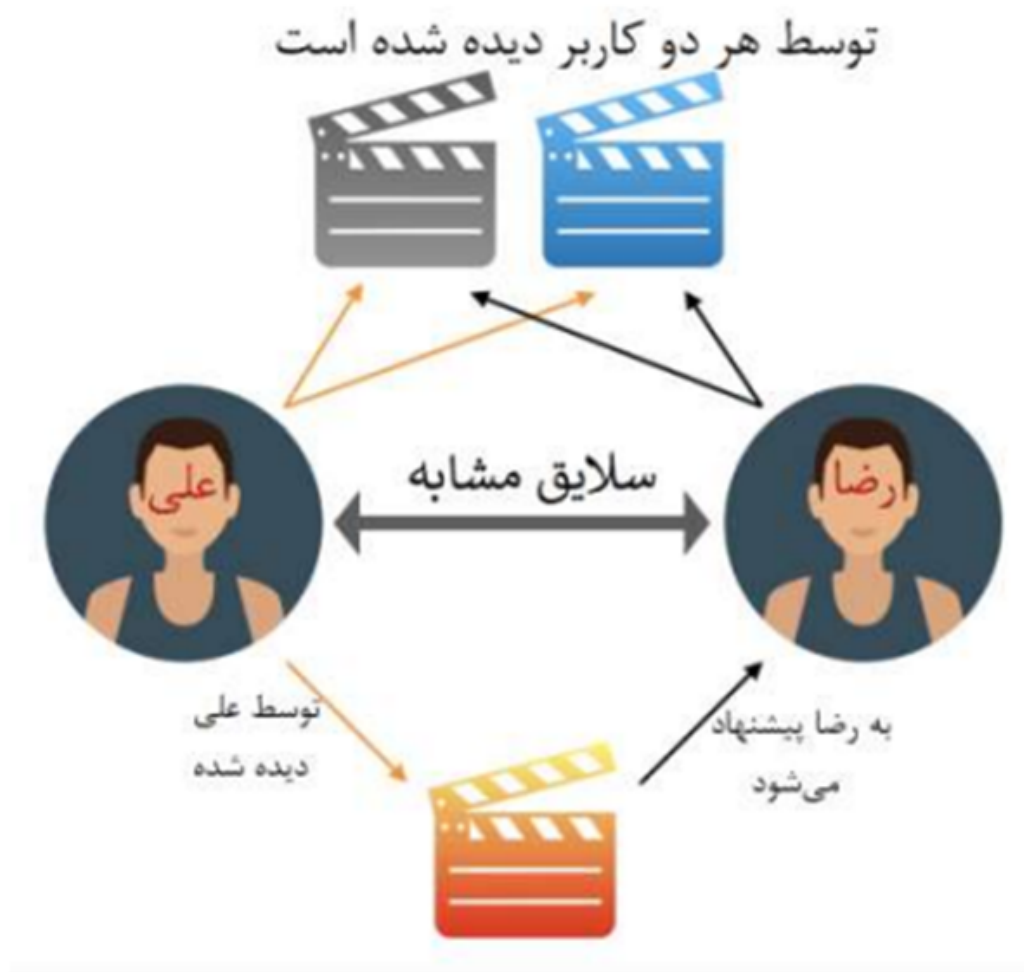 توسط هر دو کاربر دیده شده است
سلایق مشابه
علی
رضا
توسط علی
دیده شده
به رضا پیشنهاد
می‌شود